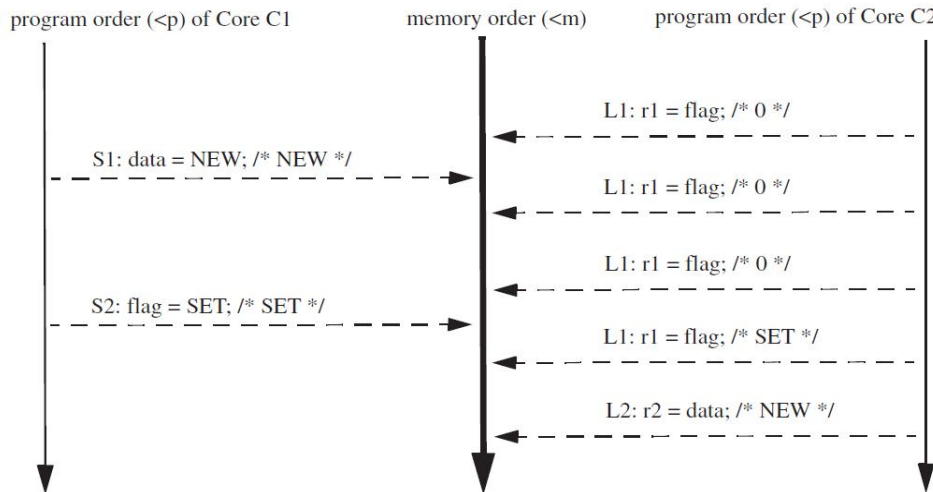 program order (<p) of Core C1
memory order (<m)
program order (<p) of Core C2
L1: r1 = flag; /* 0 */
S1: data = NEW; /* NEW */
L1: r1 = flag; /* 0 */
L1: r1 = flag; /* 0 */
S2: flag = SET; /* SET */
L1: r1 = flag; /* SET */
L2: r2 = data; /* NEW */